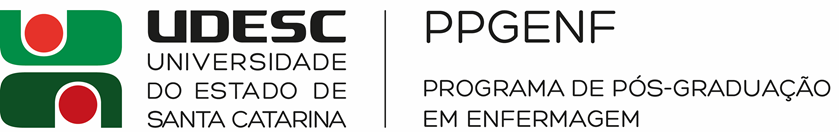 UDESC
UNIVERSIDADE
DO ESTADO DE
SANTA CATARINA
PPGENF
PROGRAMA DE PÓS-GRADUAÇÃO
EM ENFERMAGEM